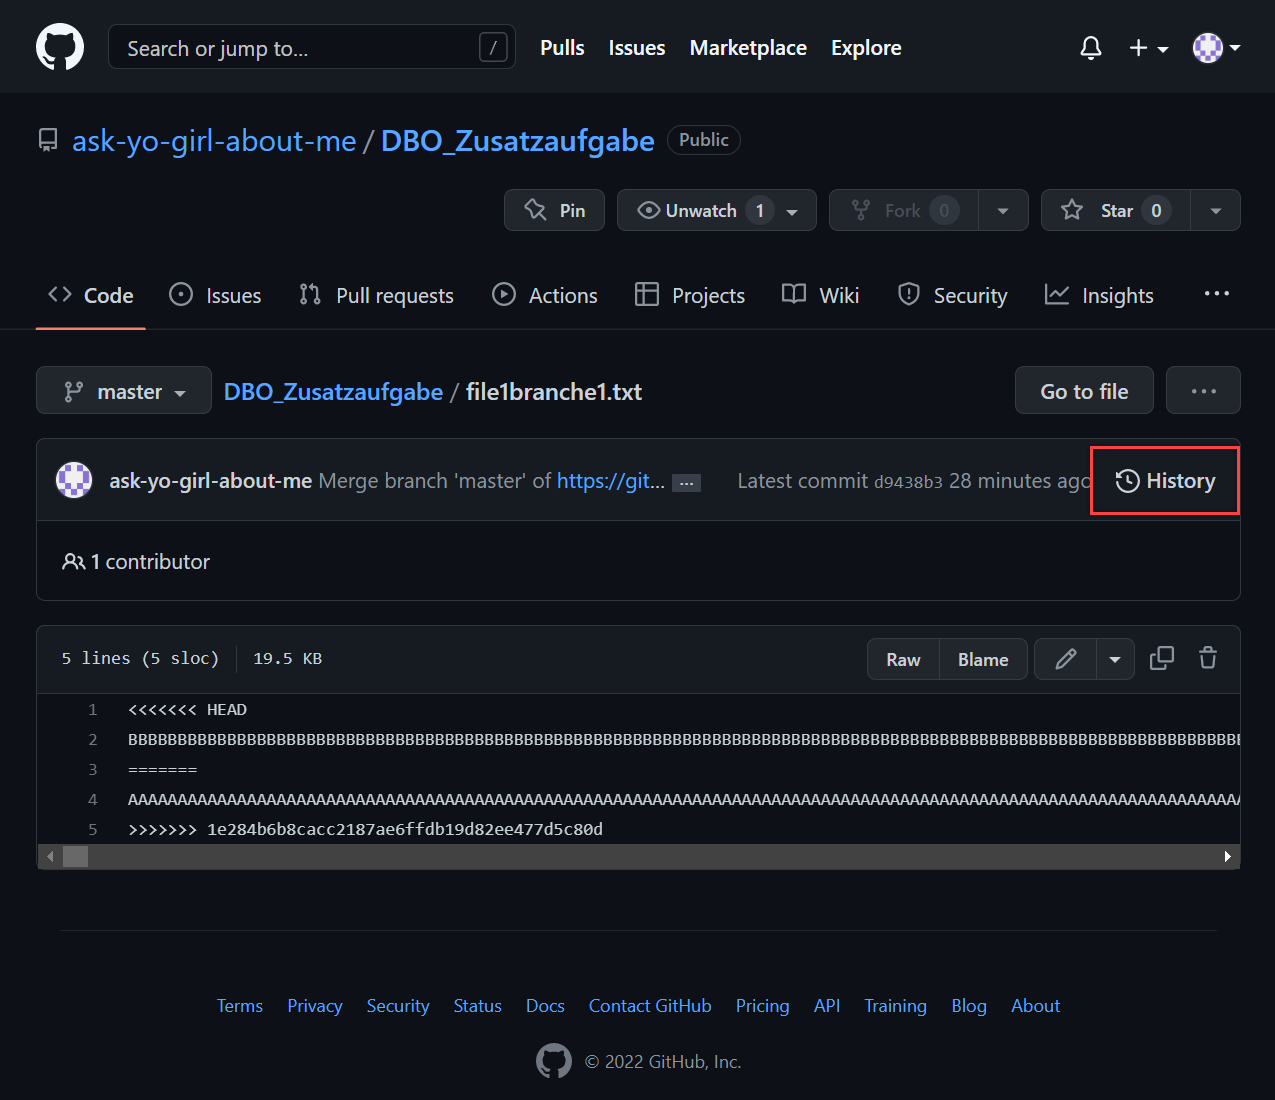 Search or jump to... /
Pulls Issues Marketplace Explore
ask-yo-girl-about-me / DBO_Zusatzaufgabe Public
Pin Unwatch 1 Fork 0 Star 0
Code Issues Pull requests Actions Projects Wiki Security Insights ...
master DBO_Zusatzaufgabe / file1branche1.txt Go to file ...
ask-yo-girl-about-me Merge branch 'master' of https://git... ... Latest commit d9438b3 28 minutes ago History
1 contributor
5 lines (5 sloc) 19.5 KB Raw Blame
1 <<<<<<< HEAD
2
3 =======
4
5 >>>>>>> 1e284b6b8cacc2187ae6ffdb19d82ee477d5c80d
Terms Privacy Security Status Docs Contact GitHub Pricing API Training Blog About
© 2022 GitHub, Inc.